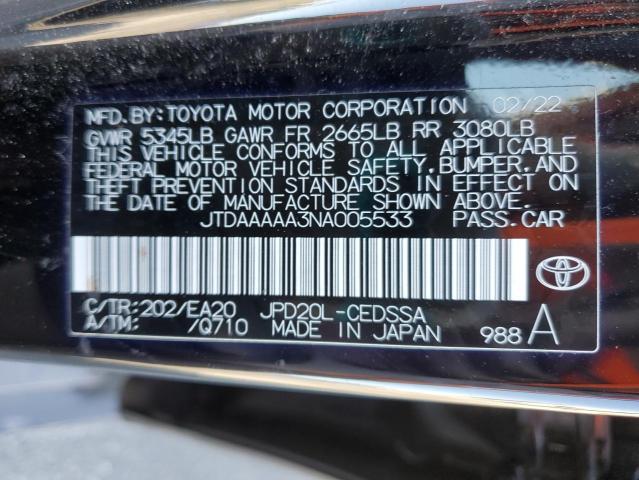 MFD.BY:TOYOTA MOTOR CORPORATION 02/22
GVWR 5345LB GAWR FR 2665LB RR 3080LB
THIS VEHICLE CONFORMS TO ALL APPLICABLE
FEDERAL MOTOR VEHICLE SAFETY,BUMPER,AND
THEFT PREVENTION STANDARDS IN EFFECT ON
THE DATE OF MANUFACTURE SHOWN ABOVE.
JTDAAAAA3NA005533 PASS.CAR
C/TR:202/EA20 JPD20L-CEDSSA
A/TM: /Q710 MADE IN JAPAN 988 A